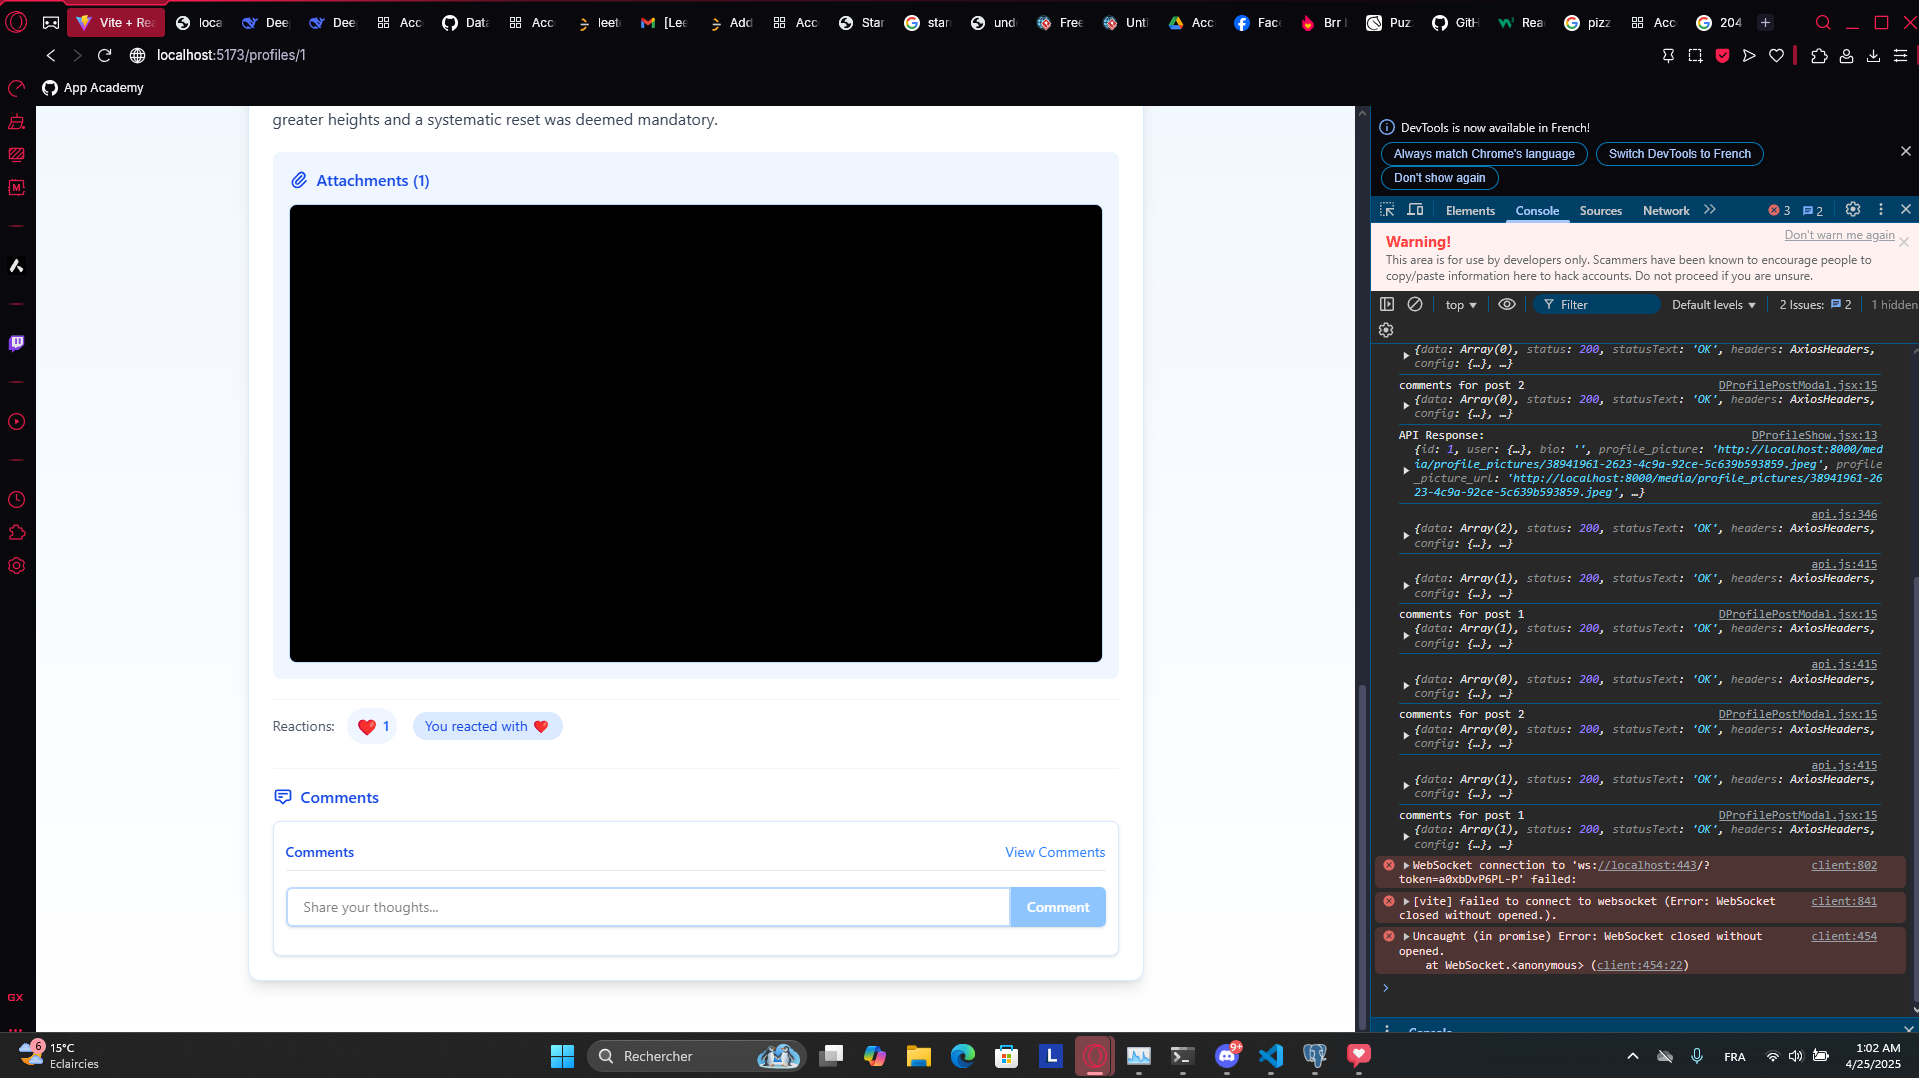 Vite + Rea
loca
Deep
Deep
Acc
Data
Acc
leet
[Lee
Add
Acc
Star
star
und
Free
Unti
Acc
Face
Brr
Puz
GitH
Rea
pizz
Acc
204
localhost:5173/profiles/1
App Academy
greater heights and a systematic reset was deemed mandatory.
Attachments (1)
Reactions: ❤️ 1 You reacted with ❤️
Comments
Comments View Comments
Share your thoughts... Comment
DevTools is now available in French!
Always match Chrome's language Switch DevTools to French
Don't show again
Elements Console Sources Network 3 2
Warning! Don't warn me again
This area is for use by developers only. Scammers have been known to encourage people to
copy/paste information here to hack accounts. Do not proceed if you are unsure.
top Filter Default levels 2 Issues: 2 1 hidden
{data: Array(0), status: 200, statusText: 'OK', headers: AxiosHeaders,
config: {…}, …}
comments for post 2 DProfilePostModal.jsx:15
{data: Array(0), status: 200, statusText: 'OK', headers: AxiosHeaders,
config: {…}, …}
API Response: DProfileShow.jsx:13
{id: 1, user: {…}, bio: '', profile_picture: 'http://localhost:8000/med
ia/profile_pictures/38941961-2623-4c9a-92ce-5c639b593859.jpeg', profile
_picture_url: 'http://localhost:8000/media/profile_pictures/38941961-26
23-4c9a-92ce-5c639b593859.jpeg', …}
api.js:346
{data: Array(2), status: 200, statusText: 'OK', headers: AxiosHeaders,
config: {…}, …}
api.js:415
{data: Array(1), status: 200, statusText: 'OK', headers: AxiosHeaders,
config: {…}, …}
comments for post 1 DProfilePostModal.jsx:15
{data: Array(1), status: 200, statusText: 'OK', headers: AxiosHeaders,
config: {…}, …}
api.js:415
{data: Array(0), status: 200, statusText: 'OK', headers: AxiosHeaders,
config: {…}, …}
comments for post 2 DProfilePostModal.jsx:15
{data: Array(0), status: 200, statusText: 'OK', headers: AxiosHeaders,
config: {…}, …}
api.js:415
{data: Array(1), status: 200, statusText: 'OK', headers: AxiosHeaders,
config: {…}, …}
comments for post 1 DProfilePostModal.jsx:15
{data: Array(1), status: 200, statusText: 'OK', headers: AxiosHeaders,
config: {…}, …}
WebSocket connection to 'ws://localhost:443/? client:802
token=a0xbDvP6PL-P' failed:
[vite] failed to connect to websocket (Error: WebSocket client:841
closed without opened.).
Uncaught (in promise) Error: WebSocket closed without client:454
opened.
at WebSocket.<anonymous> (client:454:22)
GX
6
15°C
Eclaircies
Rechercher
L
9+
FRA
1:02 AM
4/25/2025